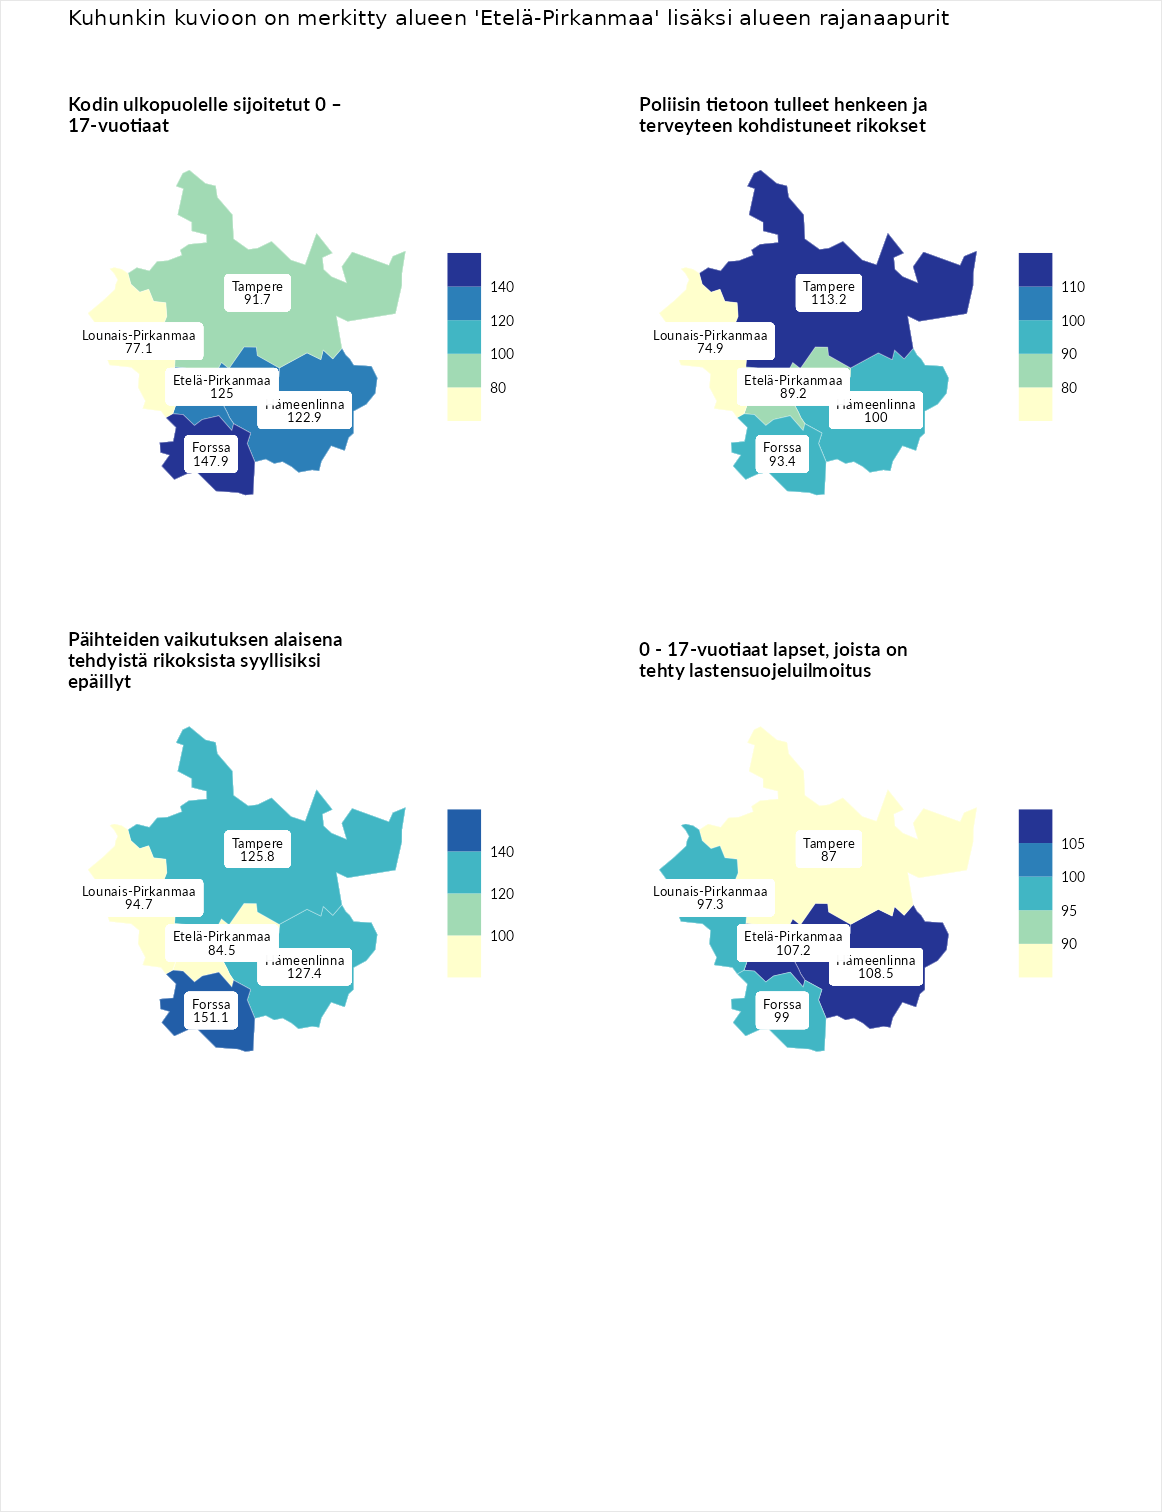 Kuhunkin kuvioon on merkitty alueen 'Etelä-Pirkanmaa' lisäksi alueen rajanaapurit
Kodin ulkopuolelle sijoitetut 0 –
17-vuotiaat
Tampere
91.7
Lounais-Pirkanmaa
77.1
Etelä-Pirkanmaa
125
Hämeenlinna
122.9
Forssa
147.9
140
120
100
80
Poliisin tietoon tulleet henkeen ja
terveyteen kohdistuneet rikokset
Tampere
113.2
Lounais-Pirkanmaa
74.9
Etelä-Pirkanmaa
89.2
Hämeenlinna
100
Forssa
93.4
110
100
90
80
Päihteiden vaikutuksen alaisena
tehdyistä rikoksista syyllisiksi
epäillyt
Tampere
125.8
Lounais-Pirkanmaa
94.7
Etelä-Pirkanmaa
84.5
Hämeenlinna
127.4
Forssa
151.1
140
120
100
0 - 17-vuotiaat lapset, joista on
tehty lastensuojeluilmoitus
Tampere
87
Lounais-Pirkanmaa
97.3
Etelä-Pirkanmaa
107.2
Hämeenlinna
108.5
Forssa
99
105
100
95
90